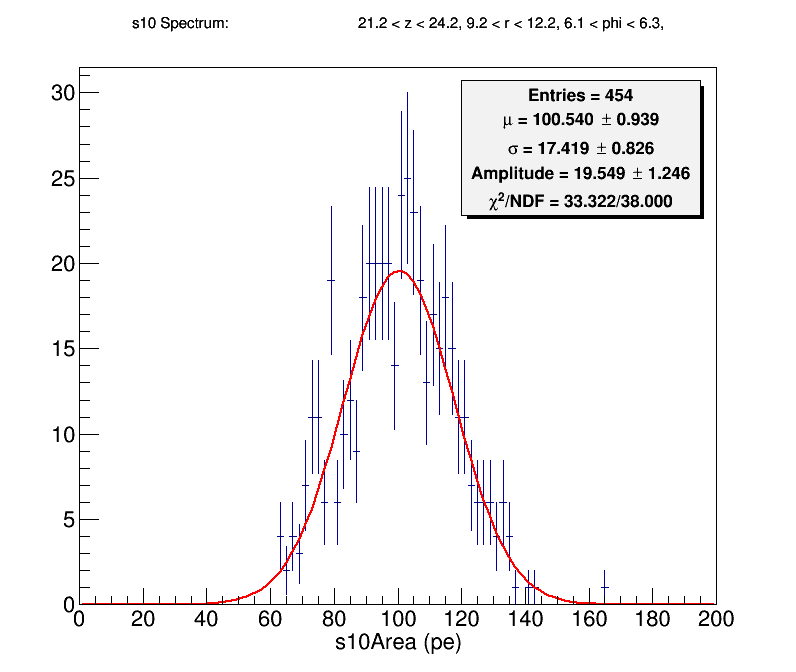 s10 Spectrum: 21.2 < z < 24.2, 9.2 < r < 12.2, 6.1 < phi < 6.3,
Entries = 454
μ = 100.540 ± 0.939
σ = 17.419 ± 0.826
Amplitude = 19.549 ± 1.246
χ²/NDF = 33.322/38.000
30
25
20
15
10
5
0
0 20 40 60 80 100 120 140 160 180 200
s10Area (pe)